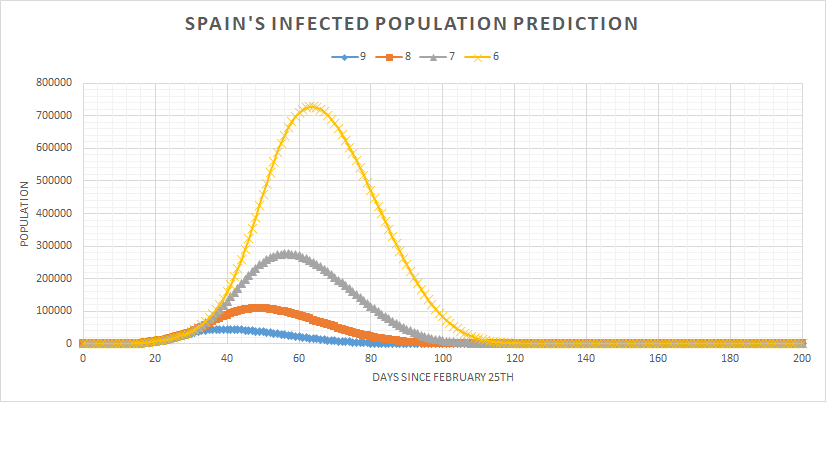 SPAIN'S INFECTED POPULATION PREDICTION
9 8 7 6
800000
700000
600000
500000
400000
300000
200000
100000
0
POPULATION
0 20 40 60 80 100 120 140 160 180 200
DAYS SINCE FEBRUARY 25TH